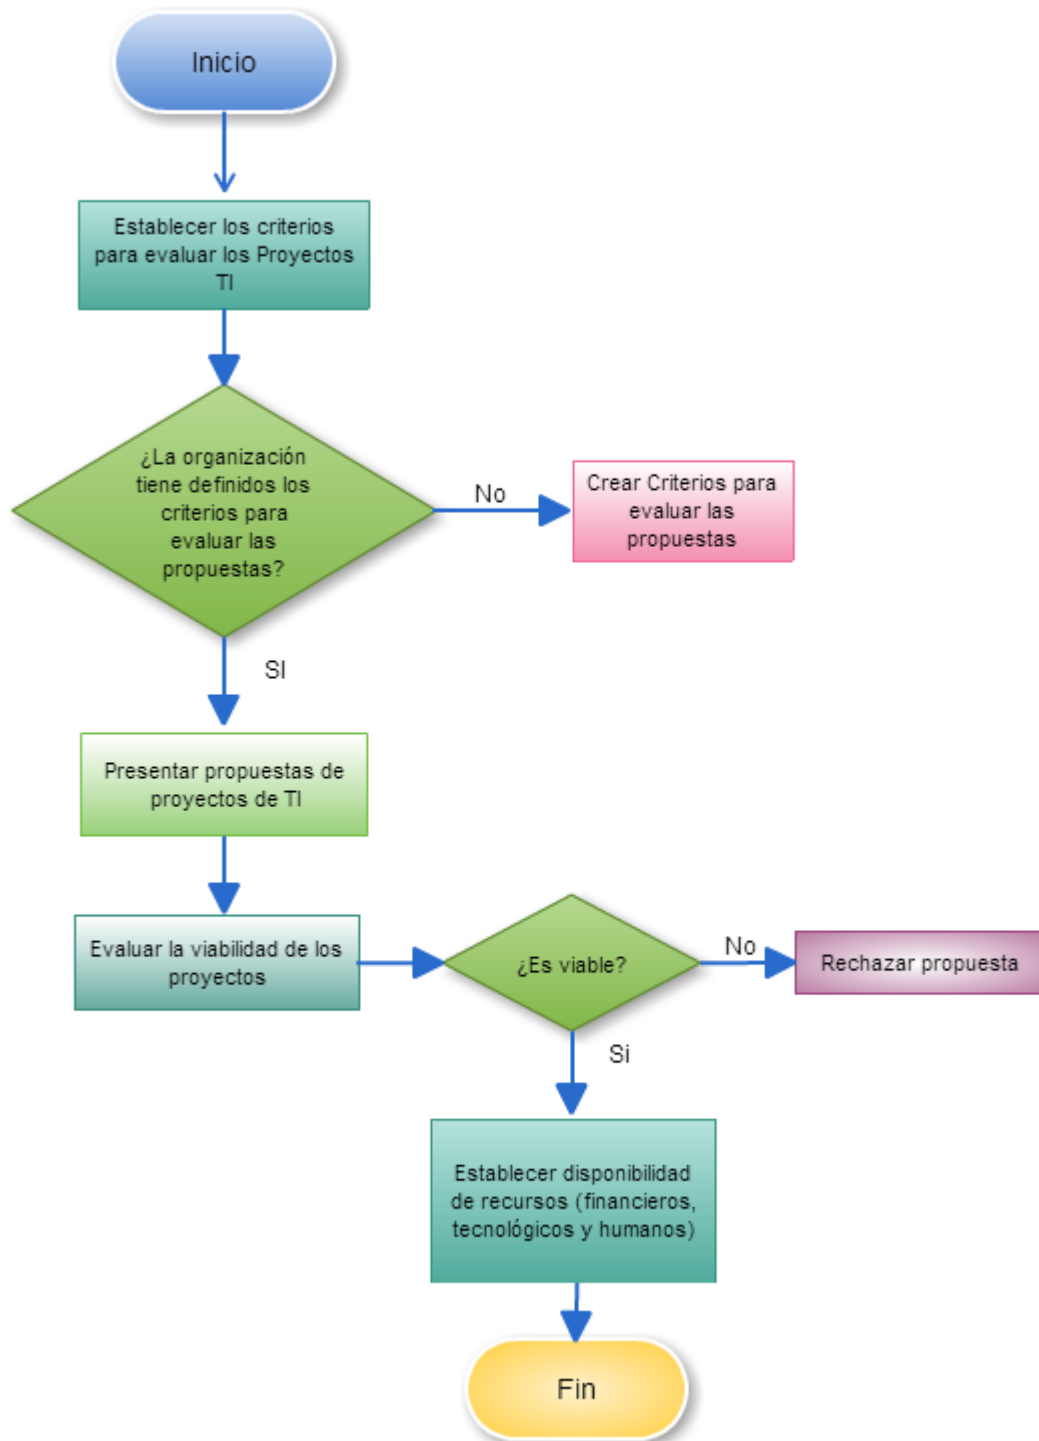 Inicio
Establecer los criterios
para evaluar los Proyectos
TI
¿La organización
tiene definidos los
criterios para
evaluar las
propuestas?
No
Crear Criterios para
evaluar las
propuestas
SI
Presentar propuestas de
proyectos de TI
Evaluar la viabilidad de los
proyectos
¿Es viable?
No
Rechazar propuesta
Si
Establecer disponibilidad
de recursos (financieros,
tecnológicos y humanos)
Fin